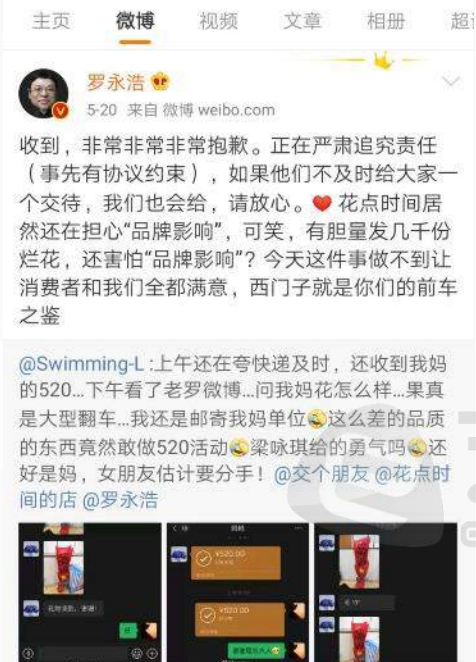 主页 微博 视频 文章 相册
罗永浩
5-20 来自 微博 weibo.com
收到，非常非常非常抱歉。正在严肃追究责任
（事先有协议约束），如果他们不及时给大家一
个交待，我们也会给，请放心。❤️ 花点时间居
然还在担心“品牌影响”，可笑，有胆量发几千份
烂花，还害怕“品牌影响”？今天这件事做不到让
消费者和我们全都满意，西门子就是你们的前车
之鉴
@Swimming-L :上午还在夸快递及时，还收到我妈
的520...下午看了老罗微博...问我妈花怎么样...果真
是大型翻车...我还是邮寄我妈单位🤣这么差的品质
的东西竟然敢做520活动🤣梁咏琪给的勇气吗🤣还
好是妈，女朋友估计要分手！@交个朋友 @花点时
间的店 @罗永浩
¥520.00
¥520.00